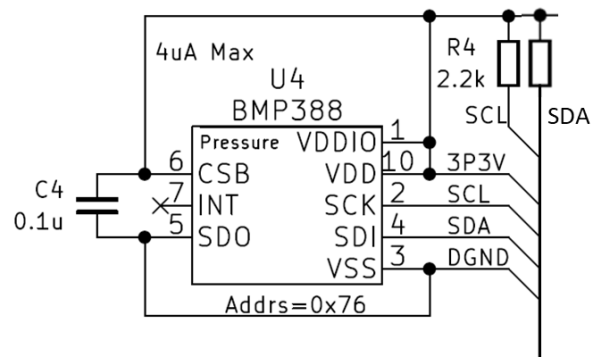 4uA Max
R4
2.2k
U4
BMP388
SCL
SDA
Pressure VDDIO 1
6 CSB VDD 10 3P3V
C4
0.1u
7 INT SCK 2 SCL
5 SDO SDI 4 SDA
VSS 3 DGND
Addrs=0x76